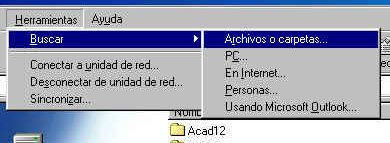 Herramientas Ayuda
Buscar
Archivos o carpetas...
PC...
En Internet...
Personas...
Usando Microsoft Outlook...
Conectar a unidad de red...
Desconectar de unidad de red...
Sincronizar...
Acad12